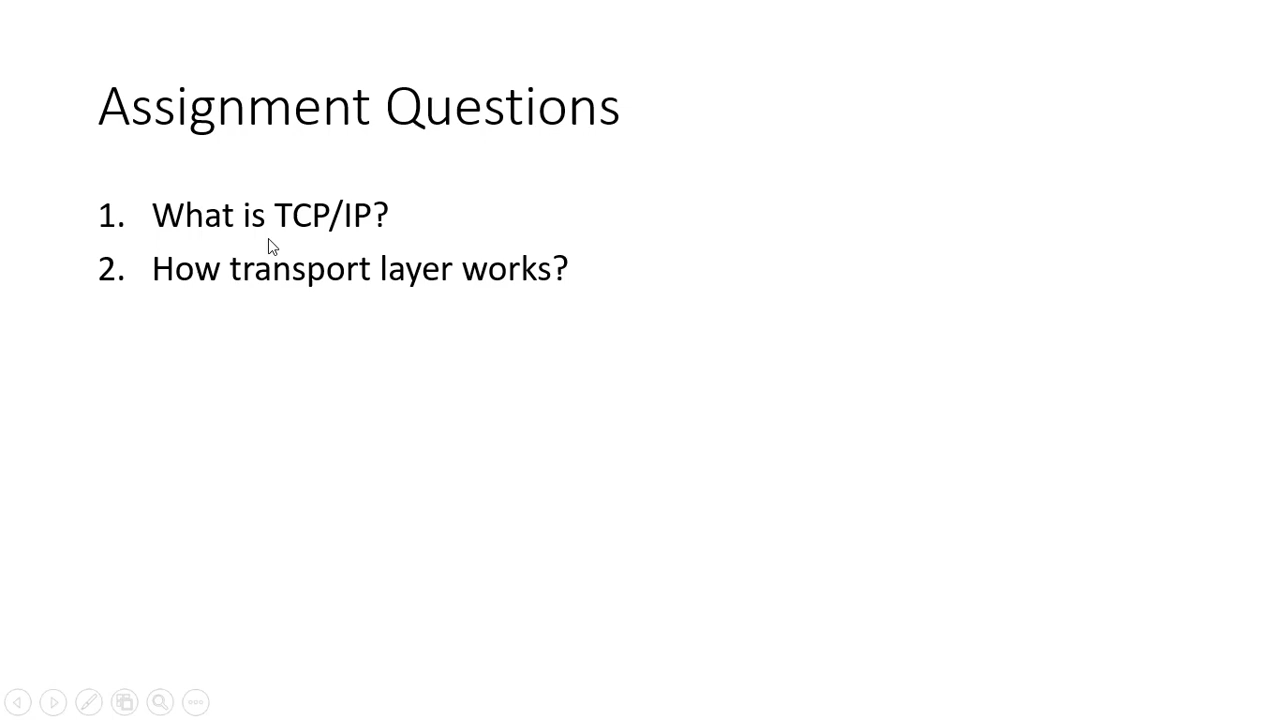 Assignment Questions
1. What is TCP/IP?
2. How transport layer works?